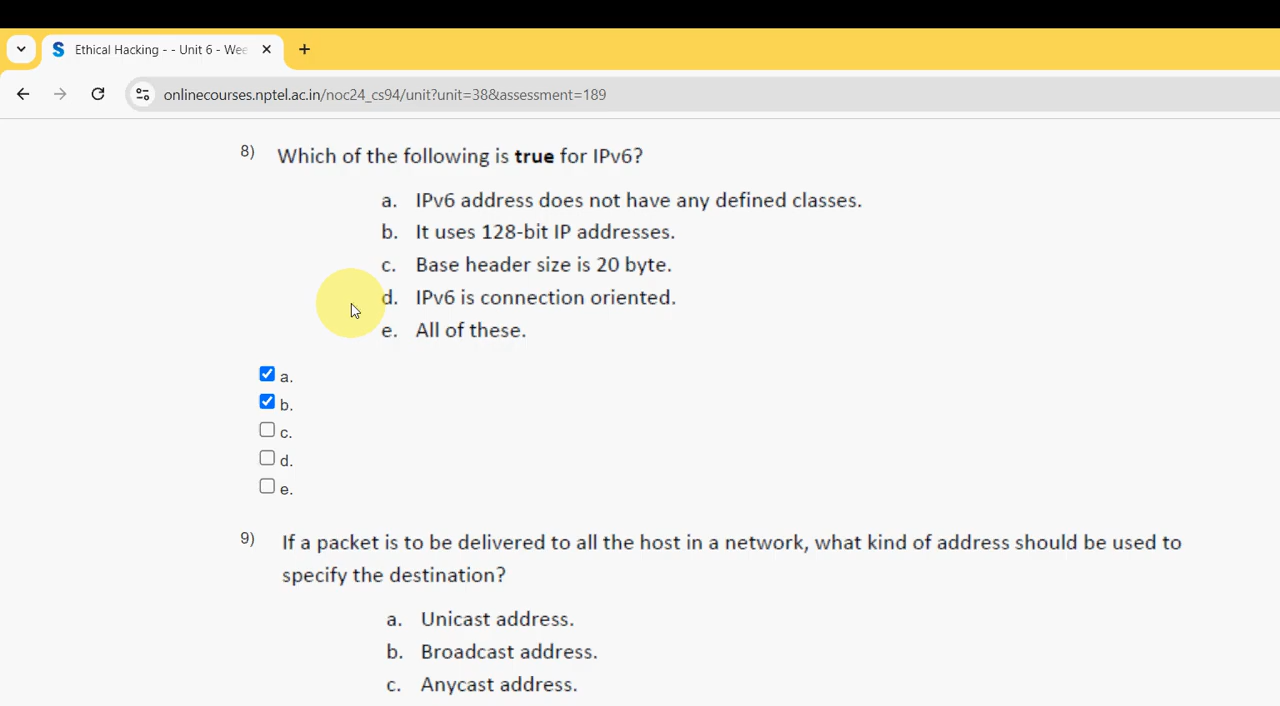 Ethical Hacking - - Unit 6 - Wee
onlinecourses.nptel.ac.in/noc24_cs94/unit?unit=38&assessment=189
8) Which of the following is true for IPv6?
a. IPv6 address does not have any defined classes.
b. It uses 128-bit IP addresses.
c. Base header size is 20 byte.
d. IPv6 is connection oriented.
e. All of these.
a.
b.
c.
d.
e.
9) If a packet is to be delivered to all the host in a network, what kind of address should be used to
specify the destination?
a. Unicast address.
b. Broadcast address.
c. Anycast address.